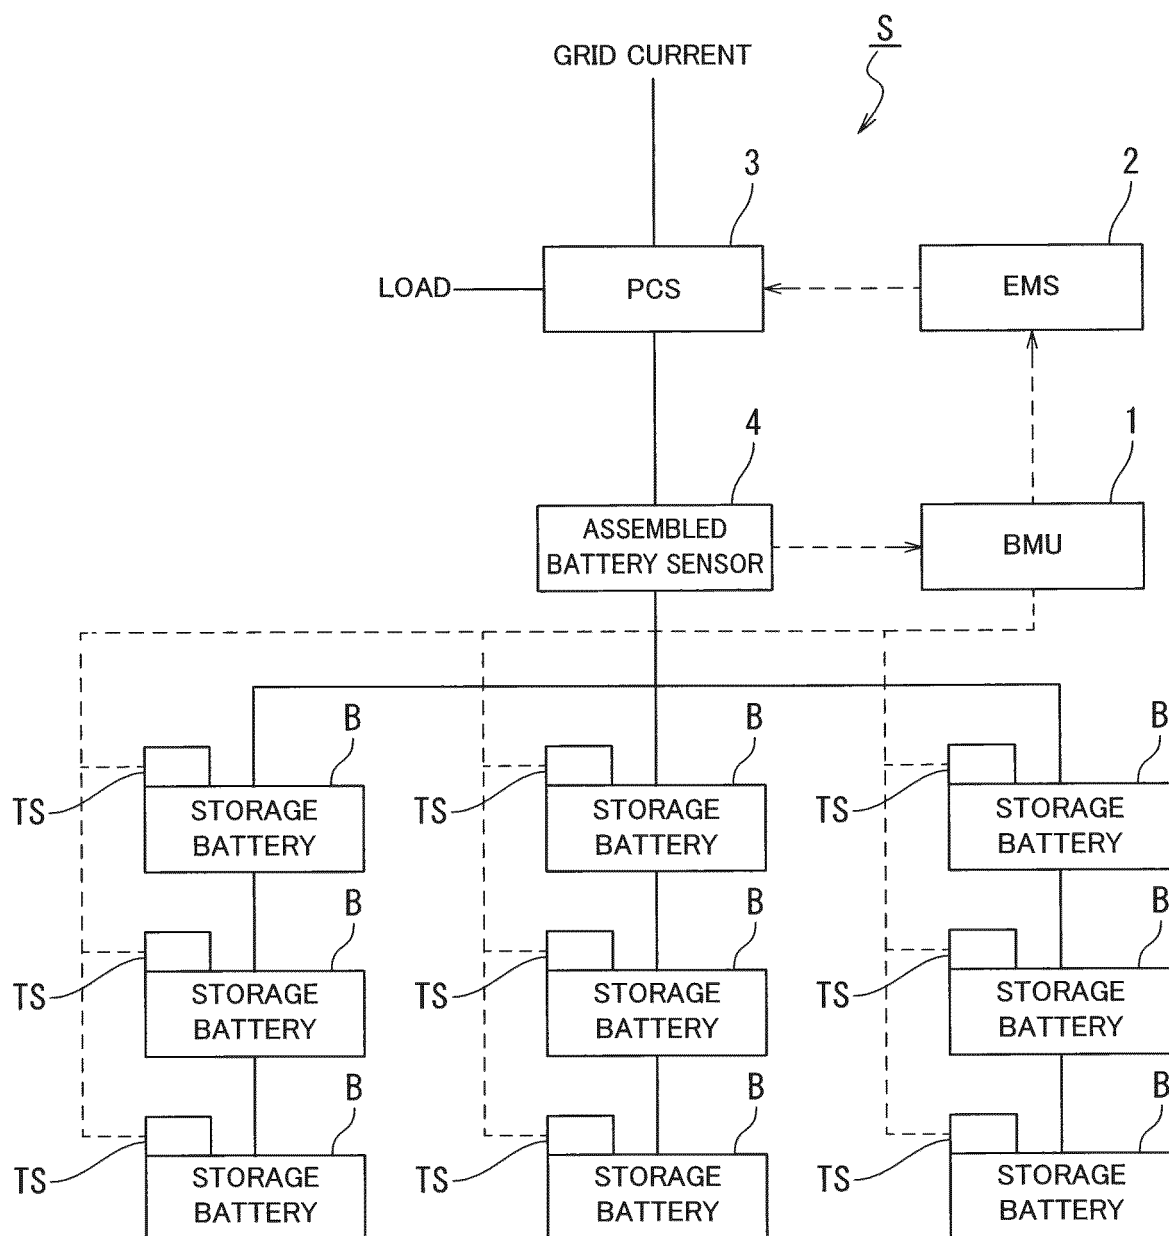 S
GRID CURRENT
3
2
LOAD
PCS
EMS
4
1
ASSEMBLED
BATTERY SENSOR
BMU
B
B
B
TS
STORAGE
BATTERY
TS
STORAGE
BATTERY
TS
STORAGE
BATTERY
B
B
B
TS
STORAGE
BATTERY
TS
STORAGE
BATTERY
TS
STORAGE
BATTERY
B
B
B
TS
STORAGE
BATTERY
TS
STORAGE
BATTERY
TS
STORAGE
BATTERY